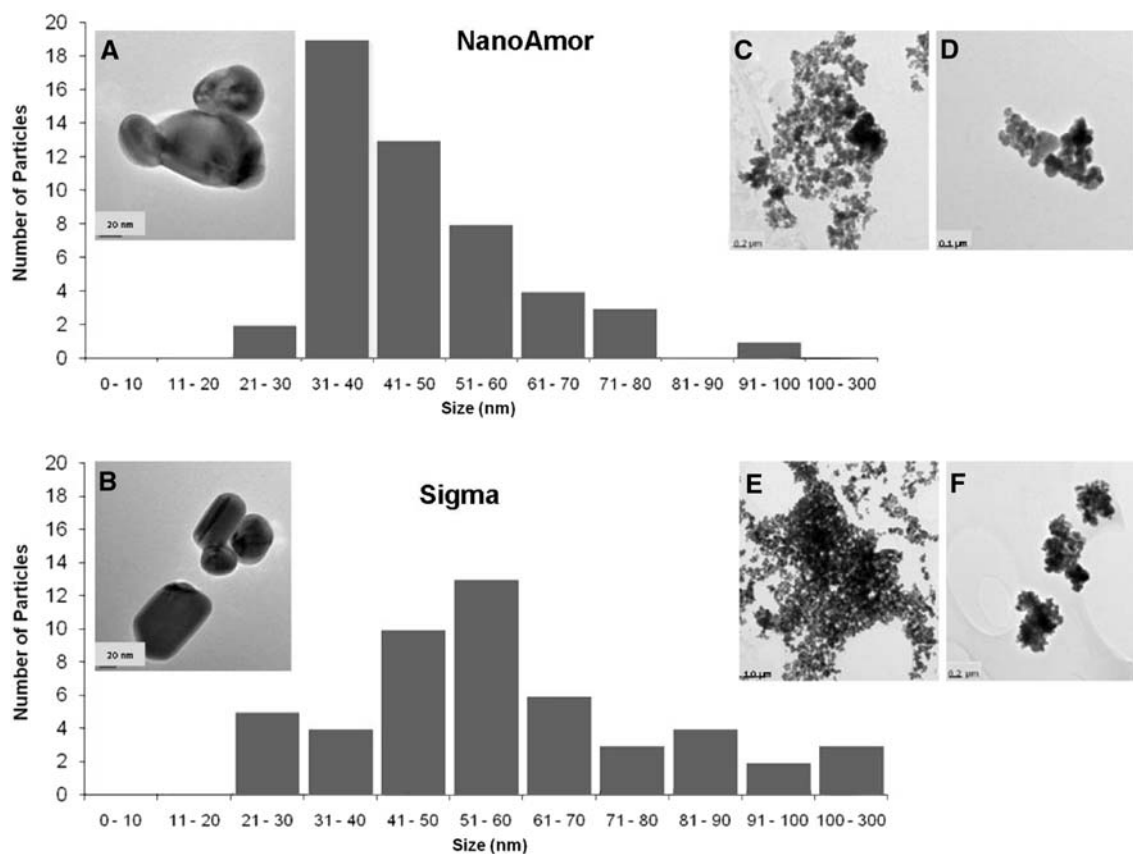 NanoAmor
Number of Particles
20
18
16
14
12
10
8
6
4
2
0
A
20 nm
C
0.2 µm
D
0.1 µm
0 - 10 11 - 20 21 - 30 31 - 40 41 - 50 51 - 60 61 - 70 71 - 80 81 - 90 91 - 100 100 - 300
Size (nm)
Sigma
Number of Particles
20
18
16
14
12
10
8
6
4
2
0
B
20 nm
E
1.0 µm
F
0.2 µm
0 - 10 11 - 20 21 - 30 31 - 40 41 - 50 51 - 60 61 - 70 71 - 80 81 - 90 91 - 100 100 - 300
Size (nm)